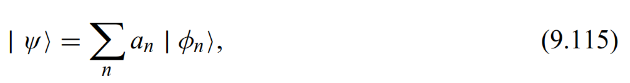 | ψ⟩ = ∑ₙ aₙ | ϕₙ⟩, (9.115)